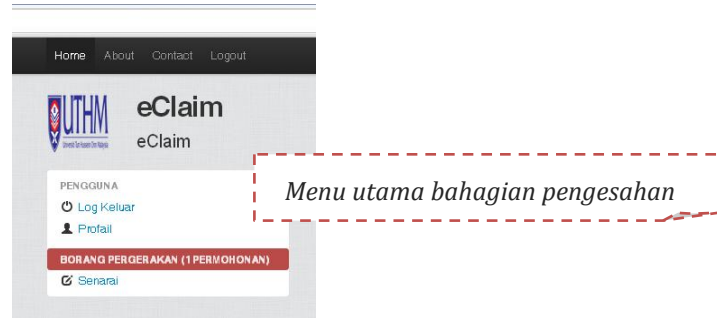 Home About Contact Logout
UTHM
eClaim
eClaim
Menu utama bahagian pengesahan
PENGGUNA
Log Keluar
Profail
BORANG PERGERAKAN (1 PERMOHONAN)
Senarai